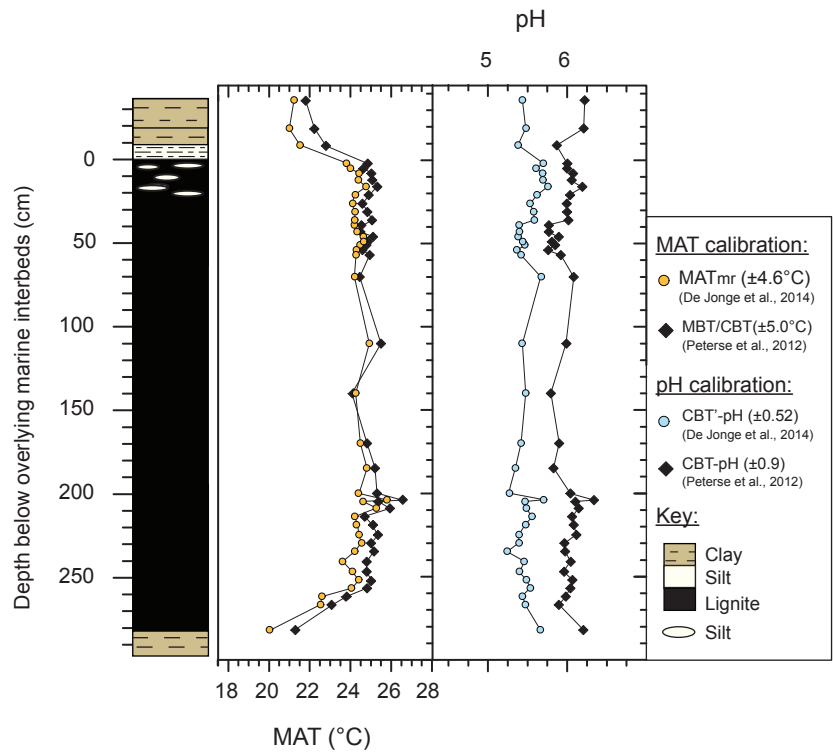 pH
5 6
0
50
100
150
200
250
Depth below overlying marine interbeds (cm)
18 20 22 24 26 28
MAT (°C)
MAT calibration:
MATmr (±4.6°C)
(De Jonge et al., 2014)
MBT/CBT(±5.0°C)
(Peterse et al., 2012)
pH calibration:
CBT'-pH (±0.52)
(De Jonge et al., 2014)
CBT-pH (±0.9)
(Peterse et al., 2012)
Key:
Clay
Silt
Lignite
Silt